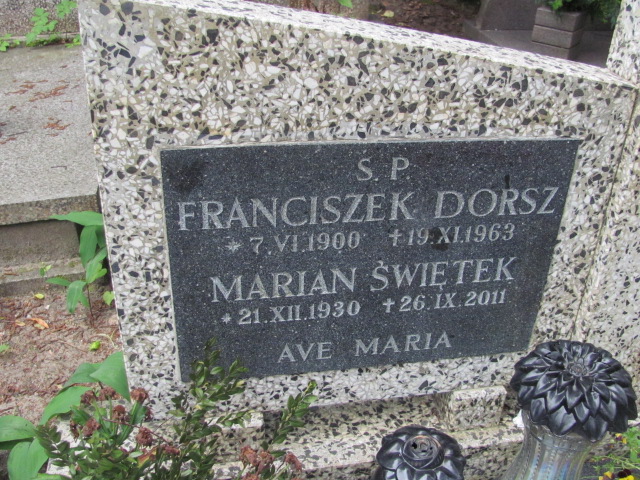 S.P.
FRANCISZEK DORSZ
* 7.VI.1900 † 19.XI.1963
MARIAN ŚWIĘTEK
* 21.XII.1930 † 26.IX.2011
AVE MARIA